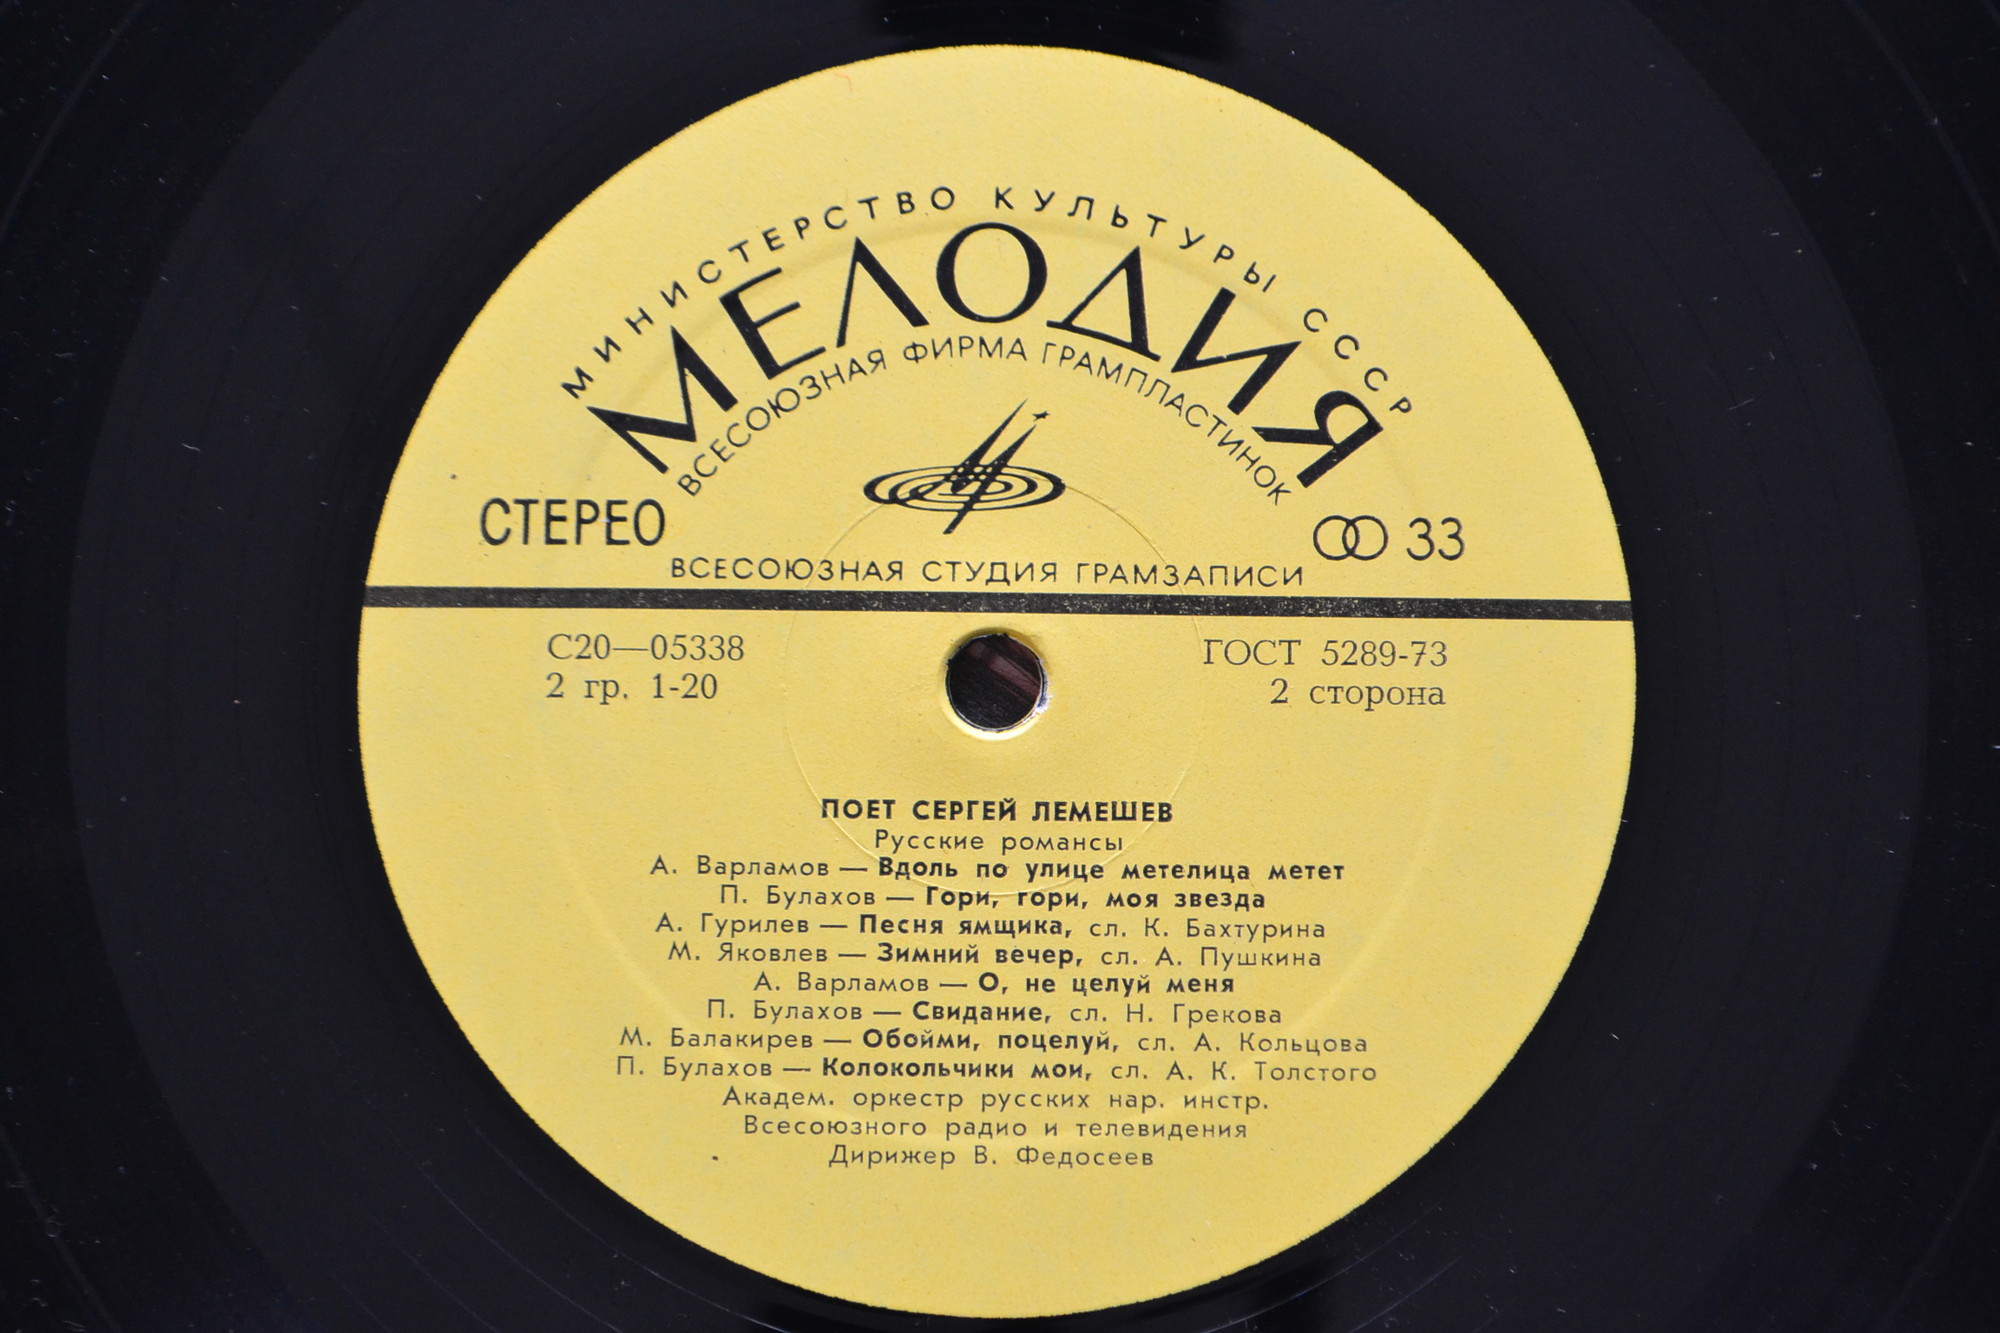 МИНИСТЕРСТВО КУЛЬТУРЫ СССР
МЕЛОДИЯ
ВСЕСОЮЗНАЯ ФИРМА ГРАМПЛАСТИНОК
СТЕРЕО
33
ВСЕСОЮЗНАЯ СТУДИЯ ГРАМЗАПИСИ
С20—05338
ГОСТ 5289-73
2 гр. 1-20
2 сторона
ПОЕТ СЕРГЕЙ ЛЕМЕШЕВ
Русские романсы
А. Варламов — Вдоль по улице метелица метет
П. Булахов — Гори, гори, моя звезда
А. Гурилев — Песня ямщика, сл. К. Бахтурина
М. Яковлев — Зимний вечер, сл. А. Пушкина
А. Варламов — О, не целуй меня
П. Булахов — Свидание, сл. Н. Грекова
М. Балакирев — Обойми, поцелуй, сл. А. Кольцова
П. Булахов — Колокольчики мои, сл. А. К. Толстого
Академ. оркестр русских нар. инстр.
Всесоюзного радио и телевидения
Дирижер В. Федосеев